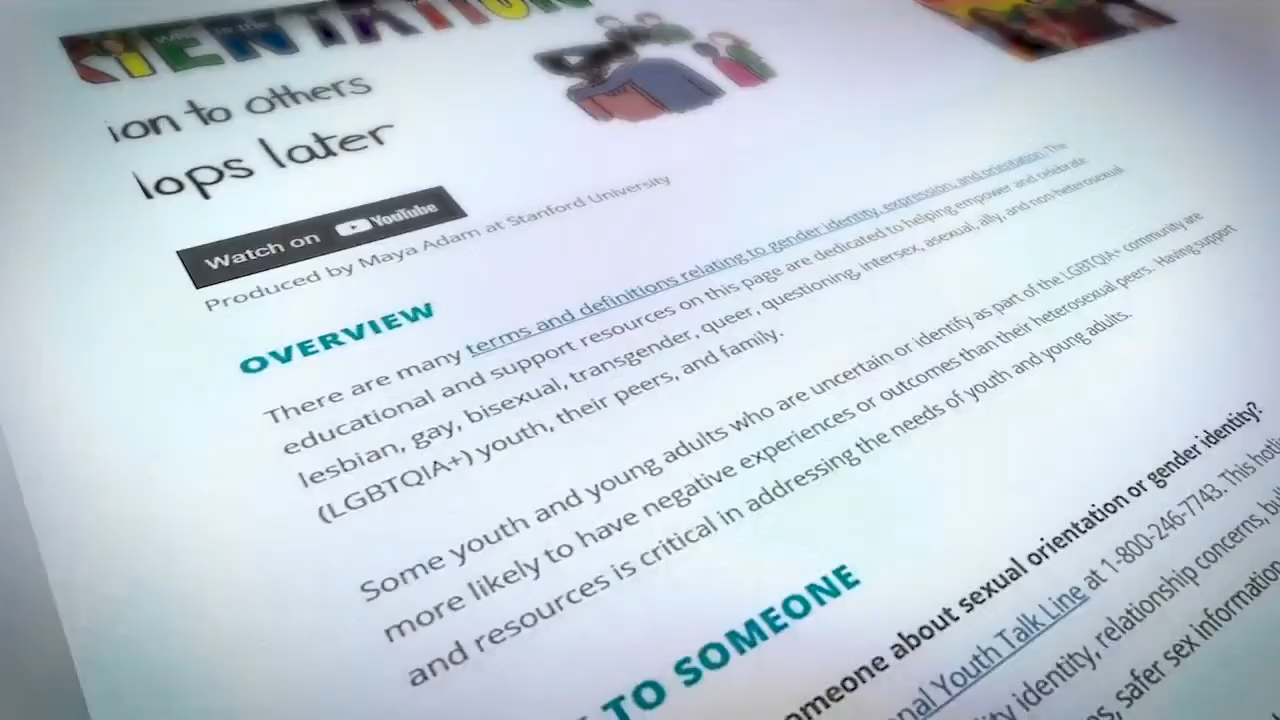 IENTATION
ion to others
lops later
Watch on YouTube
Produced by Maya Adam at Stanford University
OVERVIEW
There are many terms and definitions relating to gender identity, expression, and orientation. The
educational and support resources on this page are dedicated to helping empower and celebrate
lesbian, gay, bisexual, transgender, queer, questioning, intersex, asexual, ally, and non-heterosexual
(LGBTQIA+) youth, their peers, and family.
Some youth and young adults who are uncertain or identify as part of the LGBTQIA+ community are
more likely to have negative experiences or outcomes than their heterosexual peers. Having support
and resources is critical in addressing the needs of youth and young adults.
TO SOMEONE
omeone about sexual orientation or gender identity?
nal Youth Talk Line at 1-800-246-7743. This hotli
ity identity, relationship concerns, bu
s, safer sex information